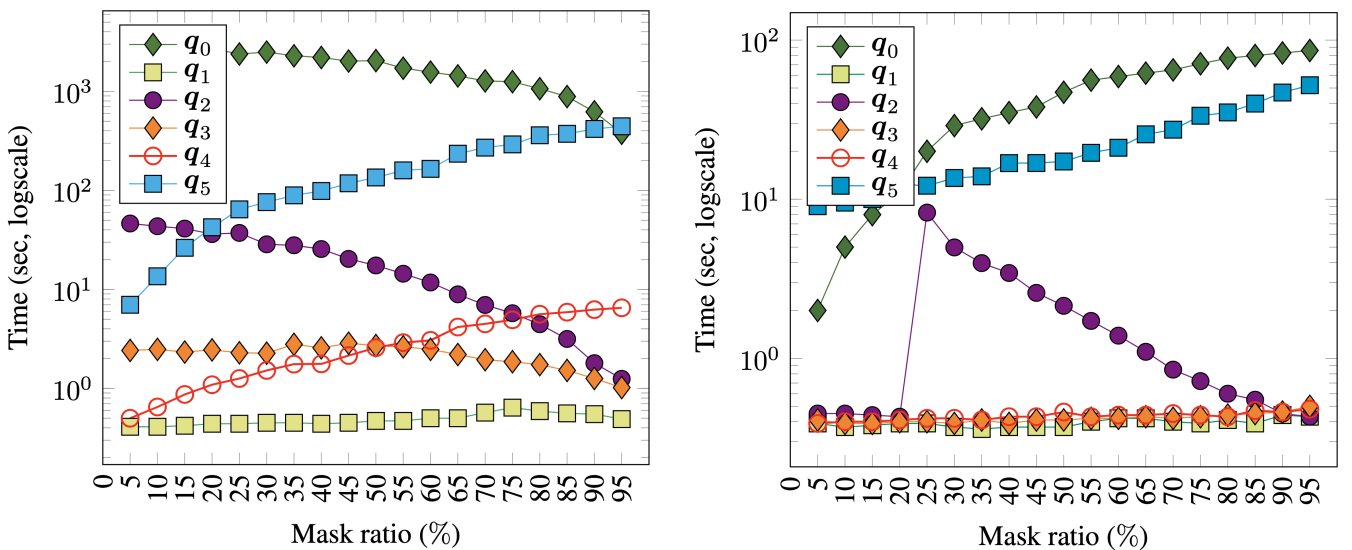 q0
q1
q2
q3
q4
q5
10^3
10^2
10^1
10^0
Time (sec, logscale)
0 5 10 15 20 25 30 35 40 45 50 55 60 65 70 75 80 85 90 95
Mask ratio (%)
q0
q1
q2
q3
q4
q5
10^2
10^1
10^0
Time (sec, logscale)
0 5 10 15 20 25 30 35 40 45 50 55 60 65 70 75 80 85 90 95
Mask ratio (%)